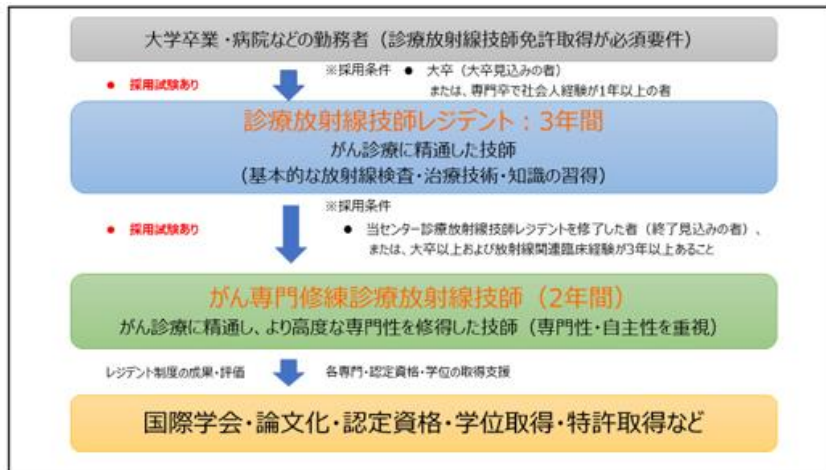 大学卒業・病院などの勤務者（診療放射線技師免許取得が必須要件）
● 採用試験あり
※採用条件 ● 大卒（大卒見込みの者）
または、専門卒で社会人経験が1年以上の者
診療放射線技師レジデント：3年間
がん診療に精通した技師
（基本的な放射線検査・治療技術・知識の習得）
● 採用試験あり
※採用条件
● 当センター診療放射線技師レジデントを修了した者（終了見込みの者）、
または、大卒以上および放射線関連臨床経験が3年以上あること
がん専門修練診療放射線技師（2年間）
がん診療に精通し、より高度な専門性を修得した技師（専門性・自主性を重視）
レジデント制度の成果・評価
各専門・認定資格・学位の取得支援
国際学会・論文化・認定資格・学位取得・特許取得など